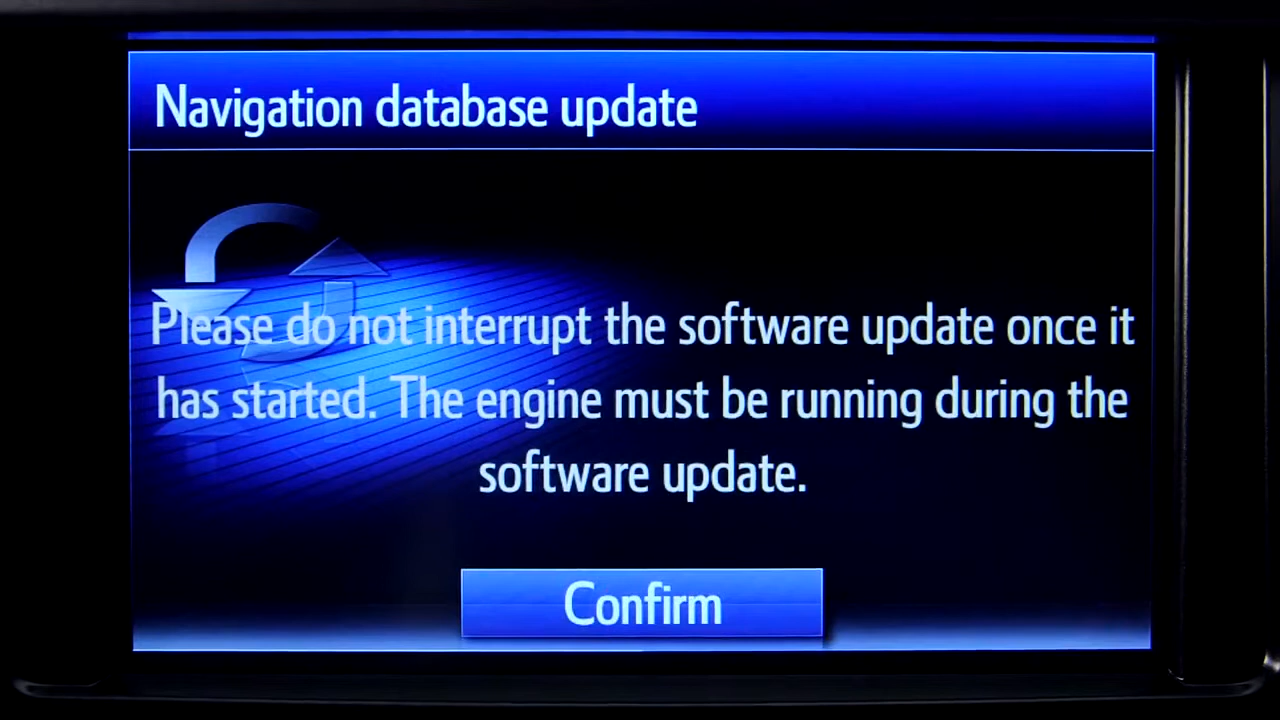 Navigation database update
Please do not interrupt the software update once it
has started. The engine must be running during the
software update.
Confirm